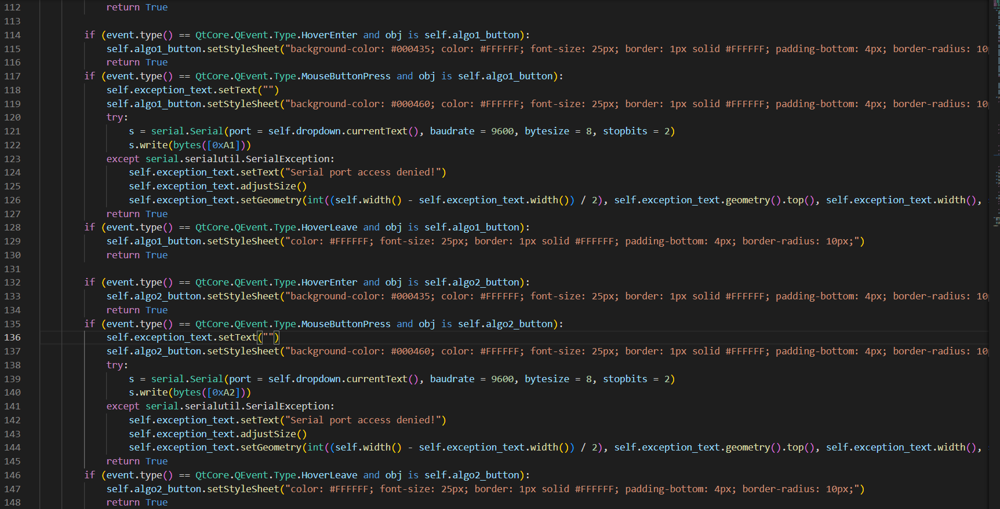 112 return True
113
114 if (event.type() == QtCore.QEvent.Type.HoverEnter and obj is self.algo1_button):
115 self.algo1_button.setStyleSheet("background-color: #000435; color: #FFFFFF; font-size: 25px; border: 1px solid #FFFFFF; padding-bottom: 4px; border-radius: 10
116 return True
117 if (event.type() == QtCore.QEvent.Type.MouseButtonPress and obj is self.algo1_button):
118 self.exception_text.setText("")
119 self.algo1_button.setStyleSheet("background-color: #000460; color: #FFFFFF; font-size: 25px; border: 1px solid #FFFFFF; padding-bottom: 4px; border-radius: 10
120 try:
121 s = serial.Serial(port = self.dropdown.currentText(), baudrate = 9600, bytesize = 8, stopbits = 2)
122 s.write(bytes([0xA1]))
123 except serial.serialutil.SerialException:
124 self.exception_text.setText("Serial port access denied!")
125 self.exception_text.adjustSize()
126 self.exception_text.setGeometry(int((self.width() - self.exception_text.width()) / 2), self.exception_text.geometry().top(), self.exception_text.width(),
127 return True
128 if (event.type() == QtCore.QEvent.Type.HoverLeave and obj is self.algo1_button):
129 self.algo1_button.setStyleSheet("color: #FFFFFF; font-size: 25px; border: 1px solid #FFFFFF; padding-bottom: 4px; border-radius: 10px;")
130 return True
131
132 if (event.type() == QtCore.QEvent.Type.HoverEnter and obj is self.algo2_button):
133 self.algo2_button.setStyleSheet("background-color: #000435; color: #FFFFFF; font-size: 25px; border: 1px solid #FFFFFF; padding-bottom: 4px; border-radius: 10
134 return True
135 if (event.type() == QtCore.QEvent.Type.MouseButtonPress and obj is self.algo2_button):
136 self.exception_text.setText("")
137 self.algo2_button.setStyleSheet("background-color: #000460; color: #FFFFFF; font-size: 25px; border: 1px solid #FFFFFF; padding-bottom: 4px; border-radius: 10
138 try:
139 s = serial.Serial(port = self.dropdown.currentText(), baudrate = 9600, bytesize = 8, stopbits = 2)
140 s.write(bytes([0xA2]))
141 except serial.serialutil.SerialException:
142 self.exception_text.setText("Serial port access denied!")
143 self.exception_text.adjustSize()
144 self.exception_text.setGeometry(int((self.width() - self.exception_text.width()) / 2), self.exception_text.geometry().top(), self.exception_text.width(),
145 return True
146 if (event.type() == QtCore.QEvent.Type.HoverLeave and obj is self.algo2_button):
147 self.algo2_button.setStyleSheet("color: #FFFFFF; font-size: 25px; border: 1px solid #FFFFFF; padding-bottom: 4px; border-radius: 10px;")
148 return True